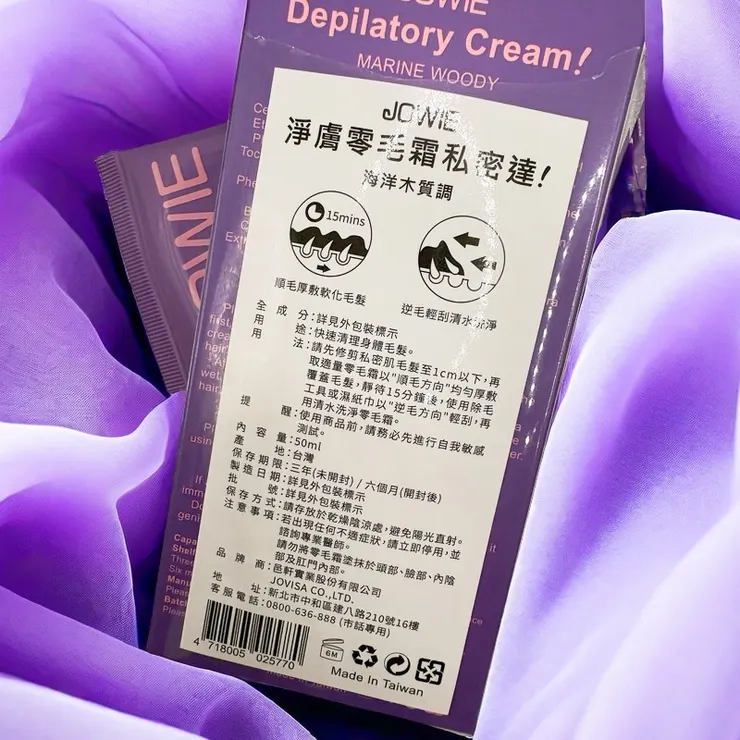 Depilatory Cream!
MARINE WOODY
JOWIE
淨膚零毛霜私密達!
海洋木質調
15mins
順毛厚敷軟化毛髮
逆毛輕刮清水洗淨
全成分:詳見外包裝標示
用途:快速清理身體毛髮。
用法:請先修剪私密肌毛髮至1cm以下,再
取適量零毛霜以"順毛方向"均勻厚敷
覆蓋毛髮,靜待15分鐘後,使用除毛
工具或濕紙巾以"逆毛方向"輕刮,再
用清水洗淨零毛霜。
提醒:使用商品前,請務必先進行自我敏感
測試。
內容量:50ml
產地:台灣
保存期限:三年(未開封) / 六個月(開封後)
製造日期:詳見外包裝標示
批號:詳見外包裝標示
保存方式:請存放於乾燥陰涼處,避免陽光直射。
注意事項:若出現任何不適症狀,請立即停用,並
諮詢專業醫師。
請勿將零毛霜塗抹於頭部、臉部、內陰
部及肛門內部。
品牌商:邑軒實業股份有限公司
JOVISA CO.,LTD.
地址:新北市中和區建八路210號16樓
客服電話:0800-636-888 (市話專用)
4 718005 025770
6M
Made In Taiwan